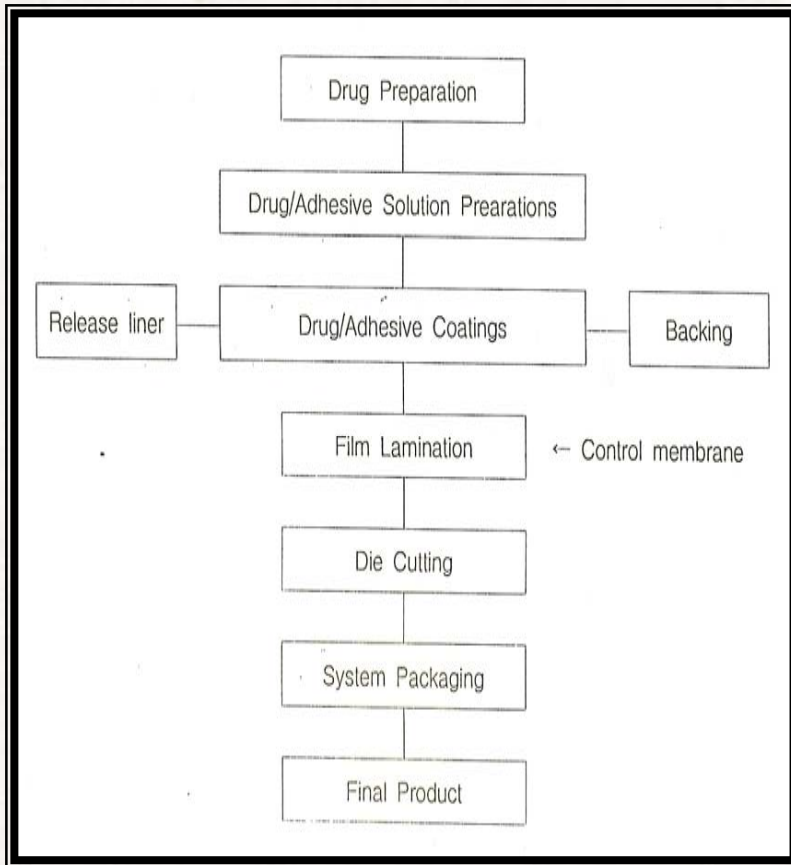 Drug Preparation
Drug/Adhesive Solution Prearations
Release liner
Drug/Adhesive Coatings
Backing
Film Lamination
← Control membrane
Die Cutting
System Packaging
Final Product